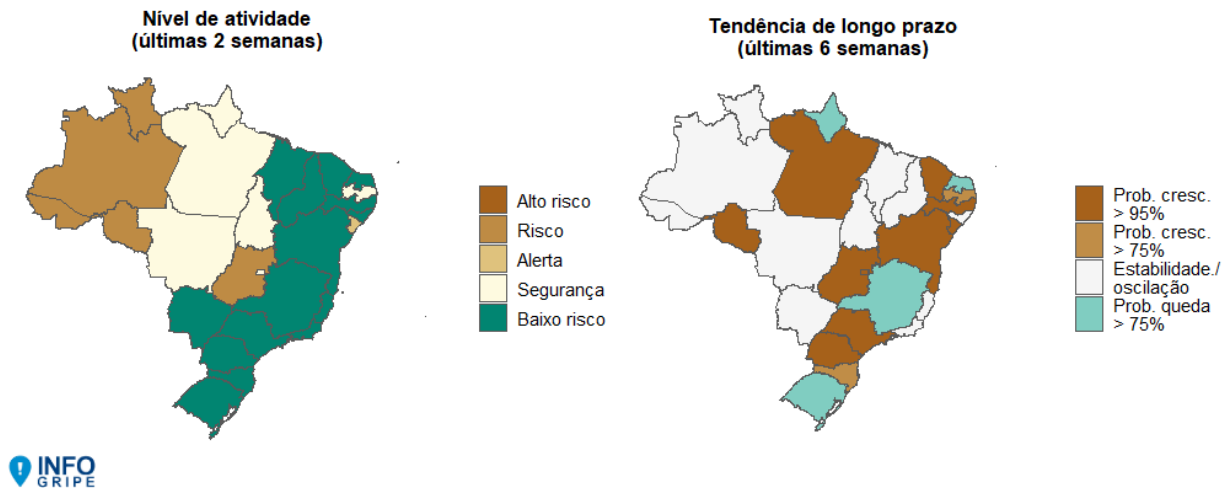 Nível de atividade
(últimas 2 semanas)
Alto risco
Risco
Alerta
Segurança
Baixo risco
Tendência de longo prazo
(últimas 6 semanas)
Prob. cresc.
> 95%
Prob. cresc.
> 75%
Estabilidade./
oscilação
Prob. queda
> 75%
INFO
GRIPE